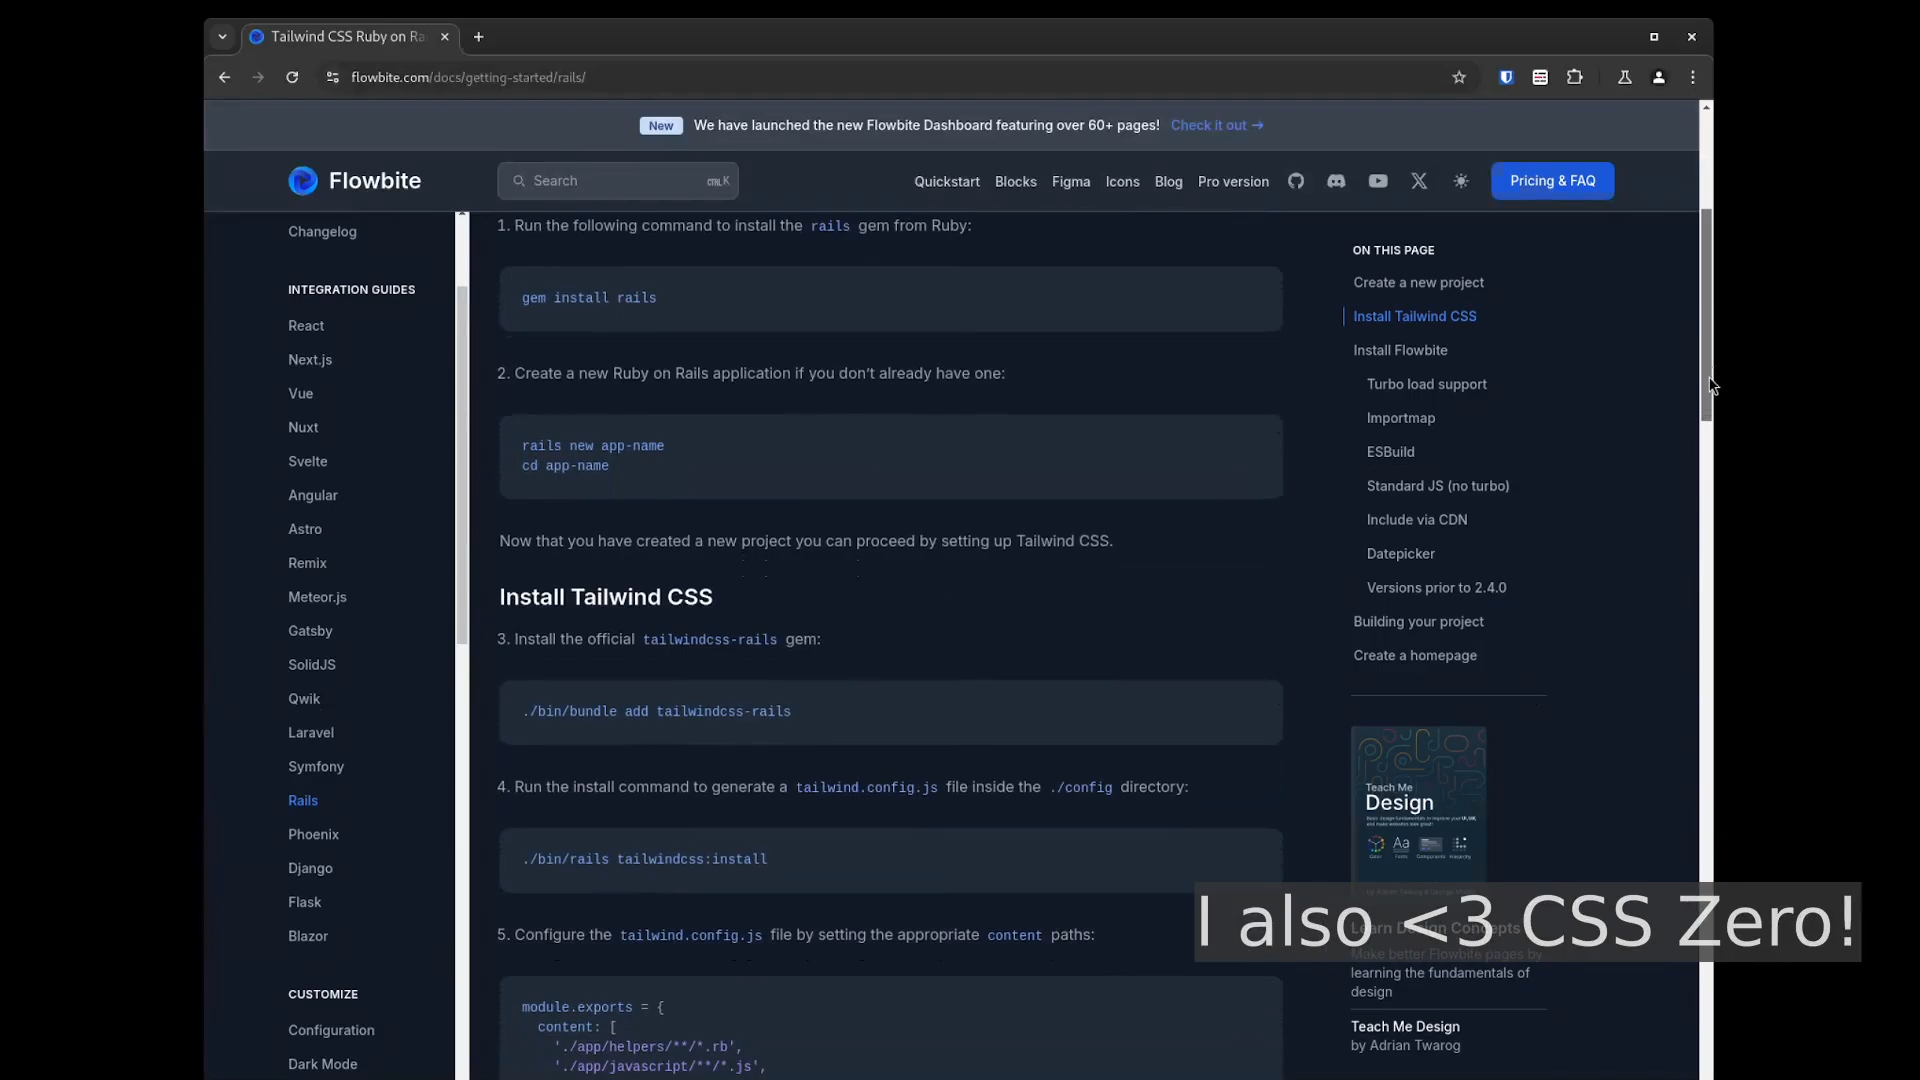 Tailwind CSS Ruby on Ra
flowbite.com/docs/getting-started/rails/
New We have launched the new Flowbite Dashboard featuring over 60+ pages! Check it out →
Flowbite
Search CTRL K
Quickstart Blocks Figma Icons Blog Pro version
Pricing & FAQ
Changelog
INTEGRATION GUIDES
React
Next.js
Vue
Nuxt
Svelte
Angular
Astro
Remix
Meteor.js
Gatsby
SolidJS
Qwik
Laravel
Symfony
Rails
Phoenix
Django
Flask
Blazor
CUSTOMIZE
Configuration
Dark Mode
1. Run the following command to install the rails gem from Ruby:
gem install rails
2. Create a new Ruby on Rails application if you don’t already have one:
rails new app-name
cd app-name
Now that you have created a new project you can proceed by setting up Tailwind CSS.
Install Tailwind CSS
3. Install the official tailwindcss-rails gem:
./bin/bundle add tailwindcss-rails
4. Run the install command to generate a tailwind.config.js file inside the ./config directory:
./bin/rails tailwindcss:install
5. Configure the tailwind.config.js file by setting the appropriate content paths:
module.exports = {
content: [
'./app/helpers/**/*.rb',
'./app/javascript/**/*.js',
ON THIS PAGE
Create a new project
Install Tailwind CSS
Install Flowbite
Turbo load support
Importmap
ESBuild
Standard JS (no turbo)
Include via CDN
Datepicker
Versions prior to 2.4.0
Building your project
Create a homepage
Teach Me
Design
I also <3 CSS Zero!
Learn Design Concepts
Make better Flowbite pages by
learning the fundamentals of
design
Teach Me Design
by Adrian Twarog